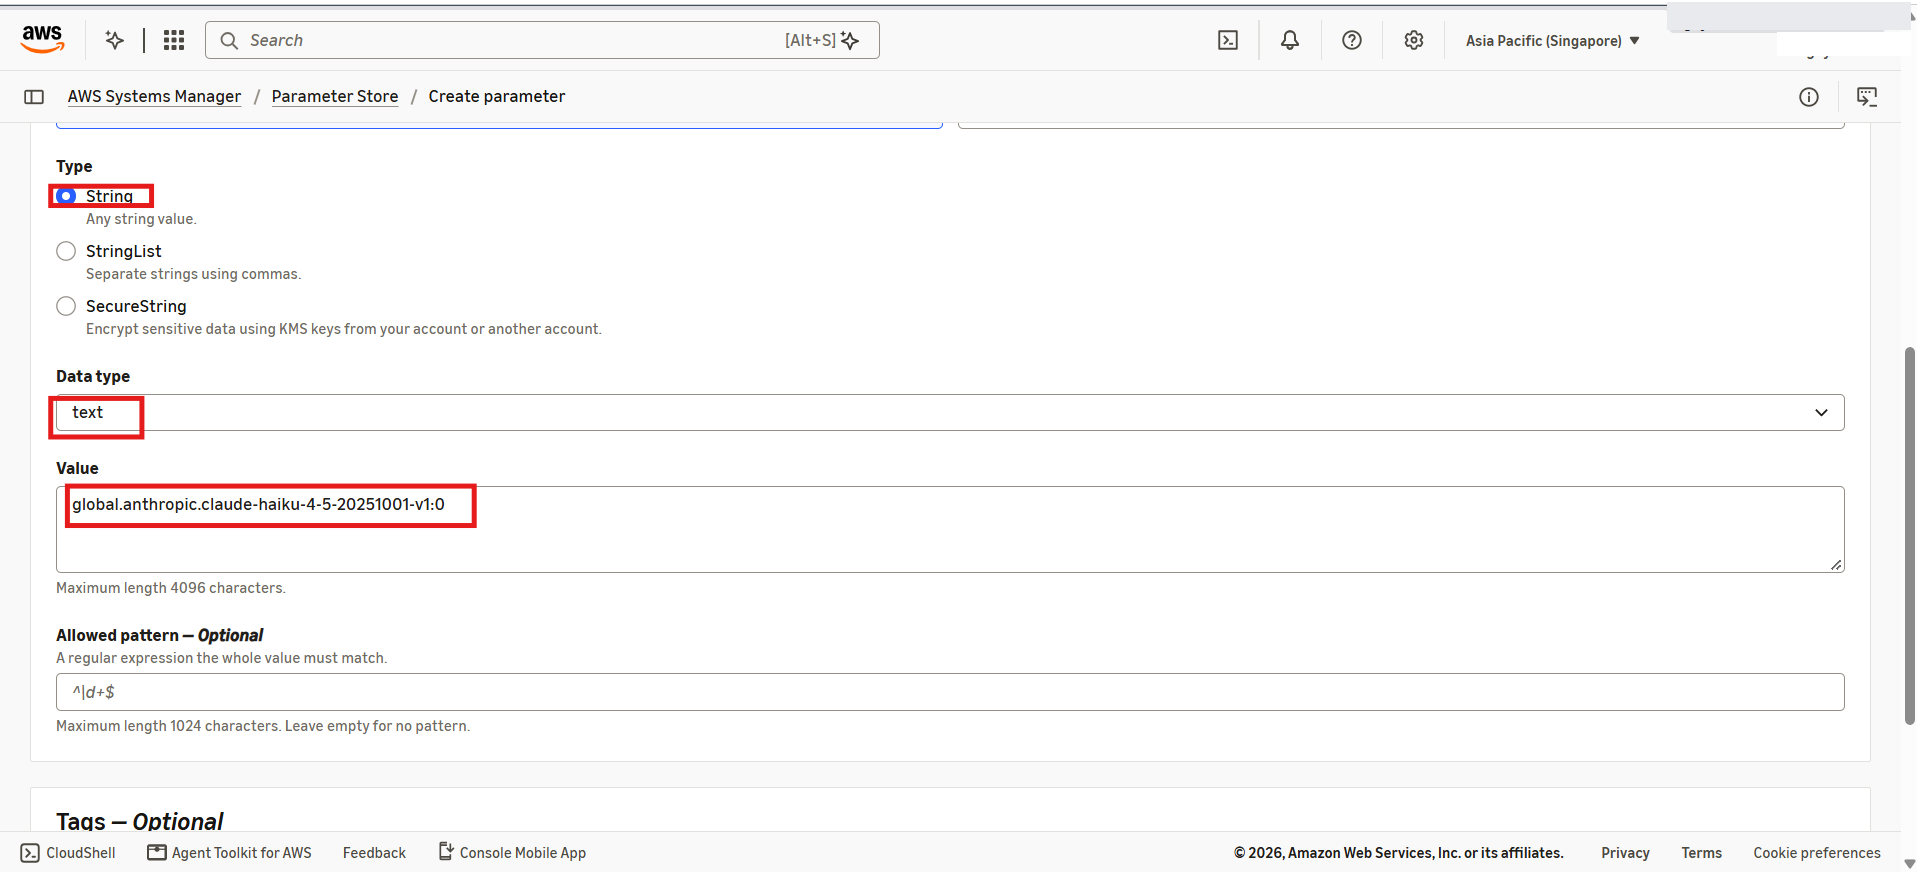 aws
Search [Alt+S]
Asia Pacific (Singapore)
AWS Systems Manager / Parameter Store / Create parameter
Type
String
Any string value.
StringList
Separate strings using commas.
SecureString
Encrypt sensitive data using KMS keys from your account or another account.
Data type
text
Value
global.anthropic.claude-haiku-4-5-20251001-v1:0
Maximum length 4096 characters.
Allowed pattern – Optional
A regular expression the whole value must match.
^|d+$
Maximum length 1024 characters. Leave empty for no pattern.
Tags – Optional
CloudShell Agent Toolkit for AWS Feedback Console Mobile App © 2026, Amazon Web Services, Inc. or its affiliates. Privacy Terms Cookie preferences